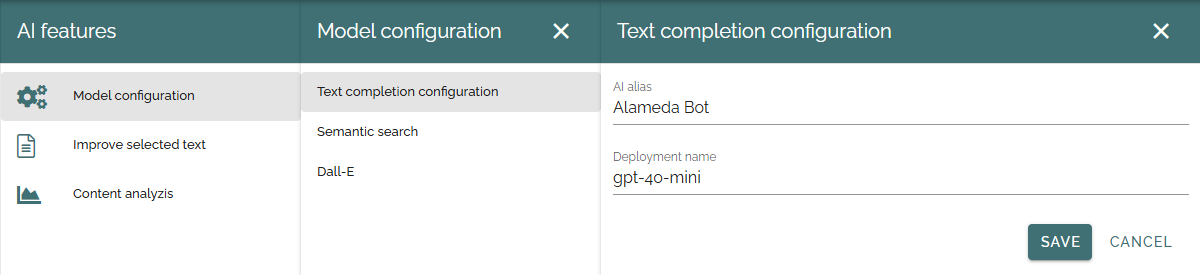 AI features
Model configuration
Improve selected text
Content analyzis
Model configuration
Text completion configuration
Semantic search
Dall-E
Text completion configuration
AI alias
Alameda Bot
Deployment name
gpt-4o-mini
SAVE CANCEL